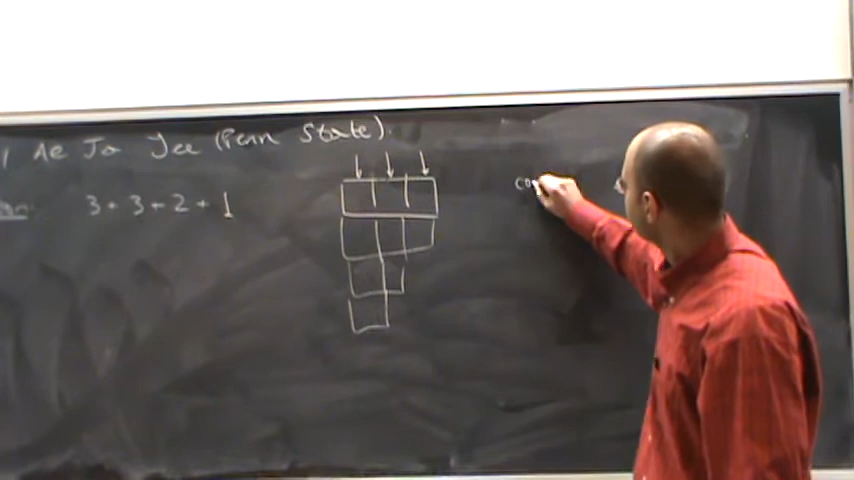 Ae Ja Yee (Penn State).
3 + 3 + 2 + 1